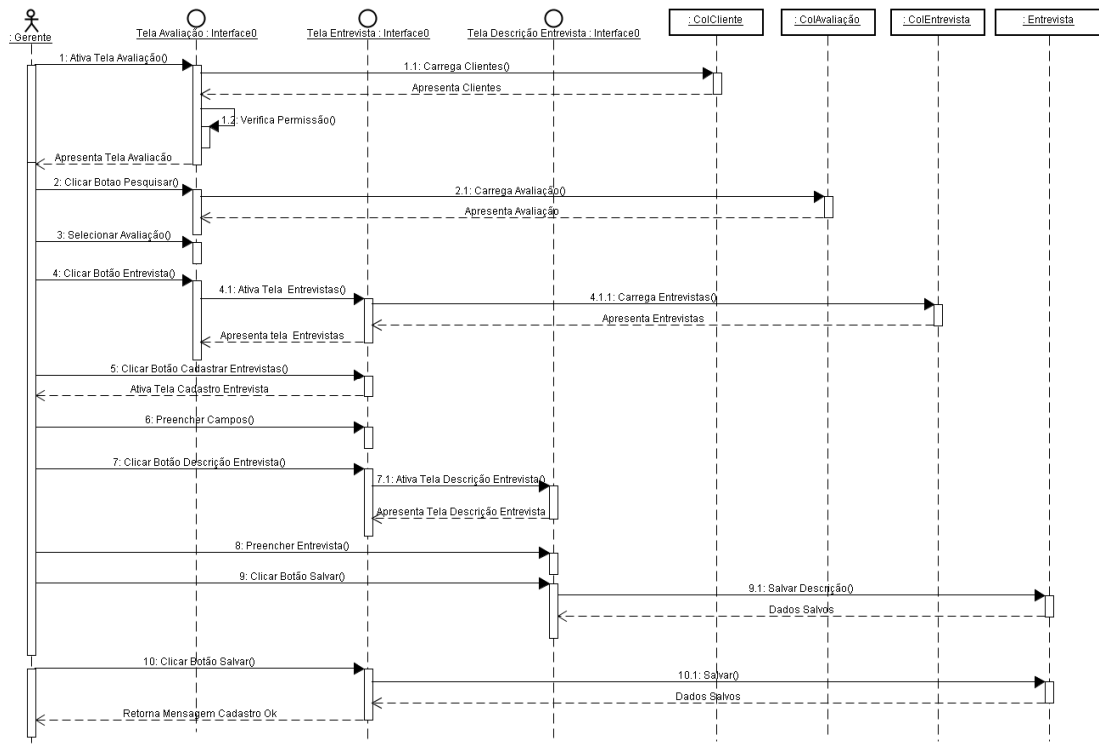 : Gerente
Tela Avaliação : Interface0
Tela Entrevista : Interface0
Tela Descrição Entrevista : Interface0
: ColCliente
: ColAvaliação
: ColEntrevista
: Entrevista
1: Ativa Tela Avaliação()
1.1: Carrega Clientes()
Apresenta Clientes
1.2: Verifica Permissão()
Apresenta Tela Avaliacão
2: Clicar Botao Pesquisar()
2.1: Carrega Avaliação()
Apresenta Avaliação
3: Selecionar Avaliação()
4: Clicar Botão Entrevista()
4.1: Ativa Tela Entrevistas()
4.1.1: Carrega Entrevistas()
Apresenta Entrevistas
Apresenta tela Entrevistas
5: Clicar Botão Cadastrar Entrevistas()
Ativa Tela Cadastro Entrevista
6: Preencher Campos()
7: Clicar Botão Descrição Entrevista()
7.1: Ativa Tela Descrição Entrevista()
Apresenta Tela Descrição Entrevista
8: Preencher Entrevista()
9: Clicar Botão Salvar()
9.1: Salvar Descrição()
Dados Salvos
10: Clicar Botão Salvar()
10.1: Salvar()
Dados Salvos
Retorna Mensagem Cadastro Ok